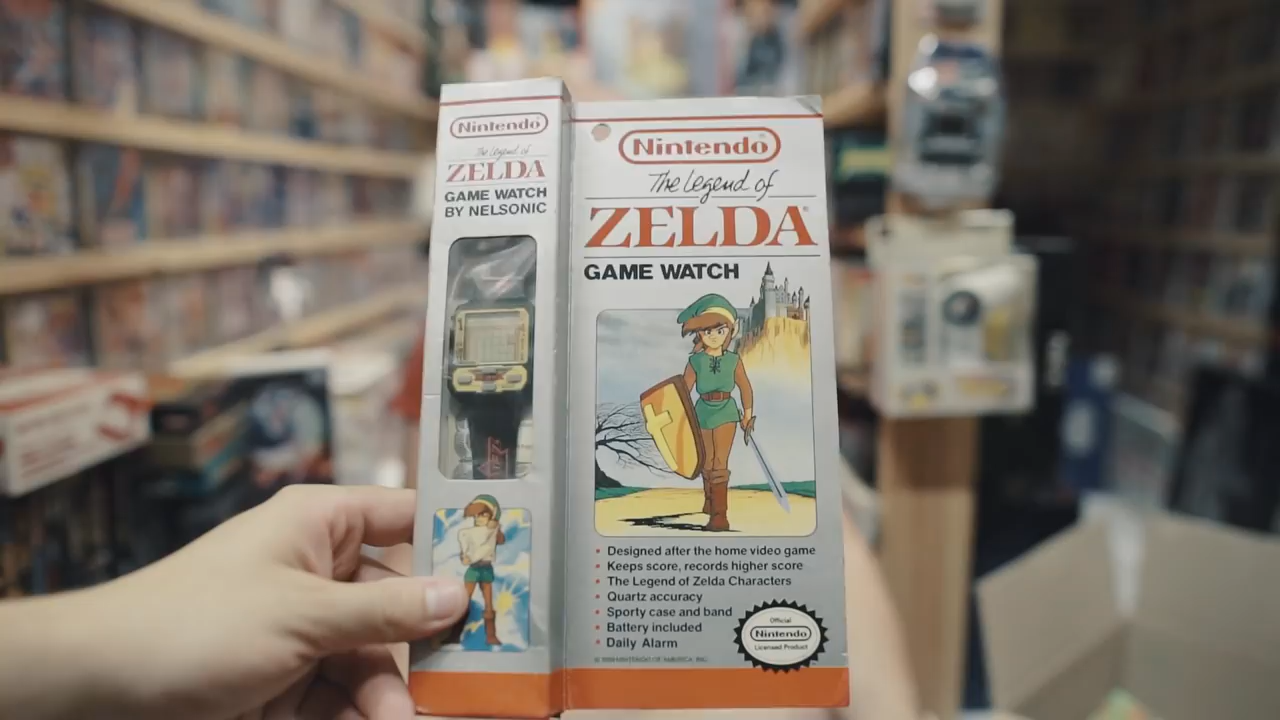 Nintendo
The Legend of
ZELDA
GAME WATCH
BY NELSONIC
Nintendo
The Legend of
ZELDA
GAME WATCH
• Designed after the home video game
• Keeps score, records higher score
• The Legend of Zelda Characters
• Quartz accuracy
• Sporty case and band
• Battery included
• Daily Alarm
Official
Nintendo
Licensed Product